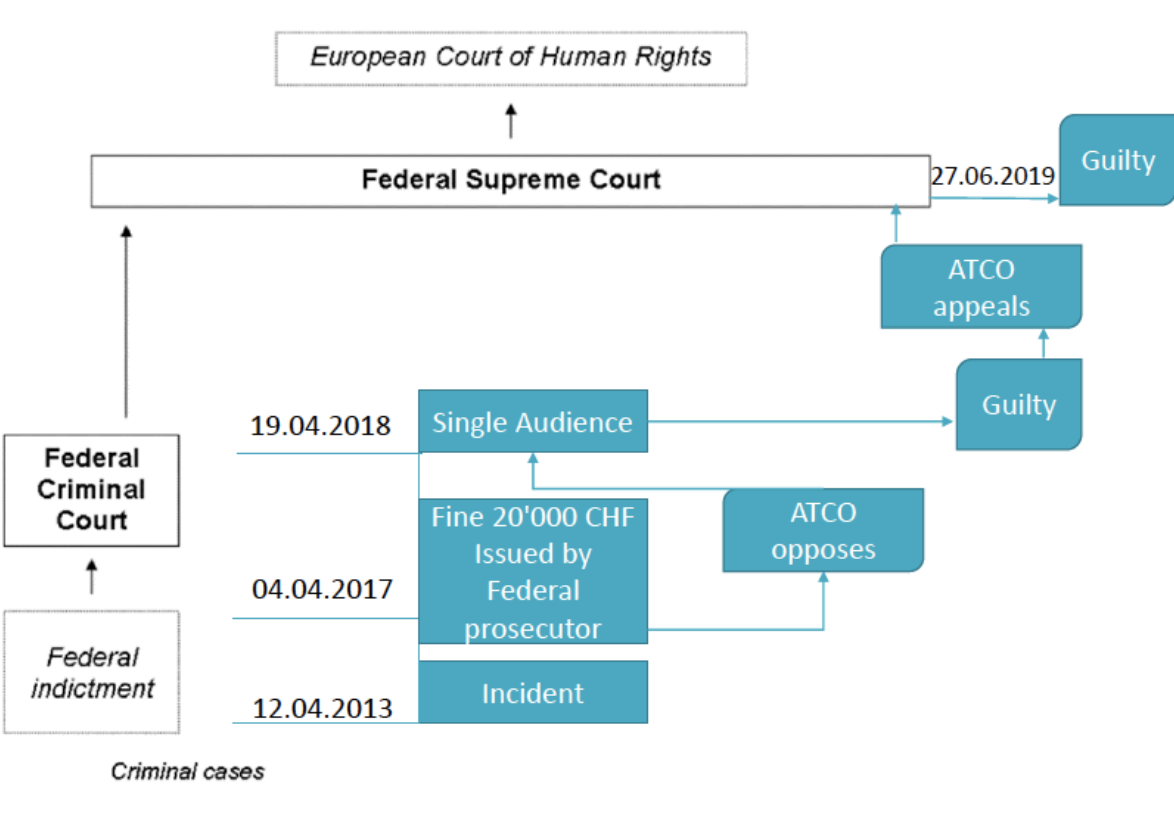 European Court of Human Rights
Federal Supreme Court
27.06.2019
Guilty
ATCO
appeals
Guilty
19.04.2018
Single Audience
Federal
Criminal
Court
Fine 20'000 CHF
Issued by
Federal
prosecutor
ATCO
opposes
04.04.2017
Federal
indictment
Incident
12.04.2013
Criminal cases